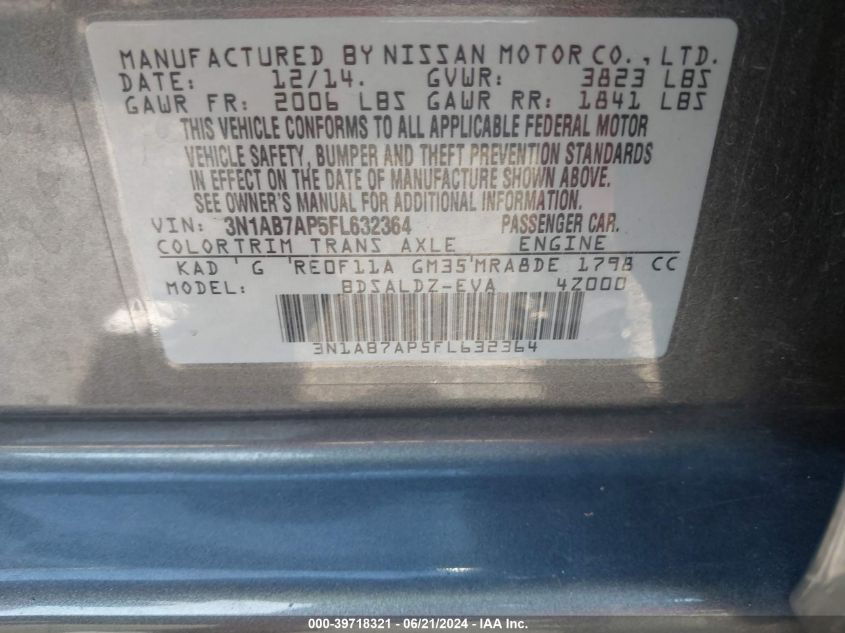 MANUFACTURED BY NISSAN MOTOR CO., LTD.
DATE: 12/14. GVWR: 3823 LBS
GAWR FR: 2006 LBS GAWR RR: 1841 LBS
THIS VEHICLE CONFORMS TO ALL APPLICABLE FEDERAL MOTOR
VEHICLE SAFETY, BUMPER AND THEFT PREVENTION STANDARDS
IN EFFECT ON THE DATE OF MANUFACTURE SHOWN ABOVE.
SEE OWNER'S MANUAL FOR ADDITIONAL INFORMATION.
VIN: 3N1AB7AP5FL632364 PASSENGER CAR.
COLORTRIM TRANS AXLE ENGINE
KAD ' G 'RE0F11A GM35'MRA8DE 1798 CC
MODEL: BDSALDZ-EVA 4Z000
3N1AB7AP5FL632364
000-39718321 - 06/21/2024 - IAA Inc.